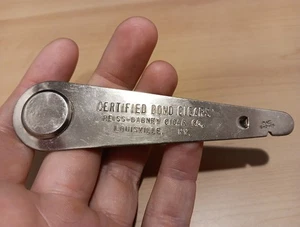 CERTIFIED BOND CIGARS
WEISS-DABNEY CIGAR CO.
LOUISVILLE, KY.